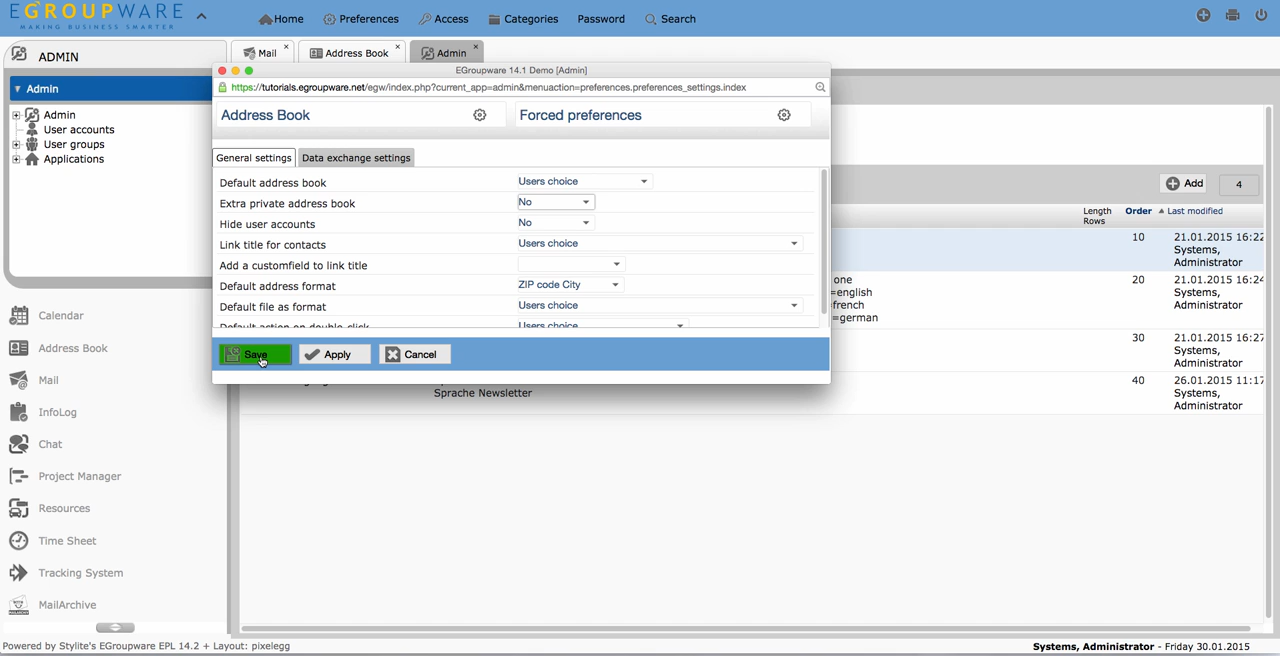 EGROUPWARE
MAKING BUSINESS SMARTER
Home
Preferences
Access
Categories
Password
Search
ADMIN
Mail
Address Book
Admin
Admin
Admin
User accounts
User groups
Applications
EGroupware 14.1 Demo [Admin]
https://tutorials.egroupware.net/egw/index.php?current_app=admin&menuaction=preferences.preferences_settings.index
Address Book
Forced preferences
General settings
Data exchange settings
Default address book
Users choice
Extra private address book
No
Hide user accounts
No
Link title for contacts
Users choice
Add a customfield to link title
Default address format
ZIP code City
Default file as format
Users choice
Default action on double-click
Users choice
Save
Apply
Cancel
Add
4
Length
Rows
Order
Last modified
10
21.01.2015 16:22
Systems,
Administrator
one
=english
=french
=german
20
21.01.2015 16:24
Systems,
Administrator
30
21.01.2015 16:27
Systems,
Administrator
Sprache Newsletter
40
26.01.2015 11:17
Systems,
Administrator
Calendar
Address Book
Mail
InfoLog
Chat
Project Manager
Resources
Time Sheet
Tracking System
MailArchive
Powered by Stylite's EGroupware EPL 14.2 + Layout: pixelegg
Systems, Administrator - Friday 30.01.2015